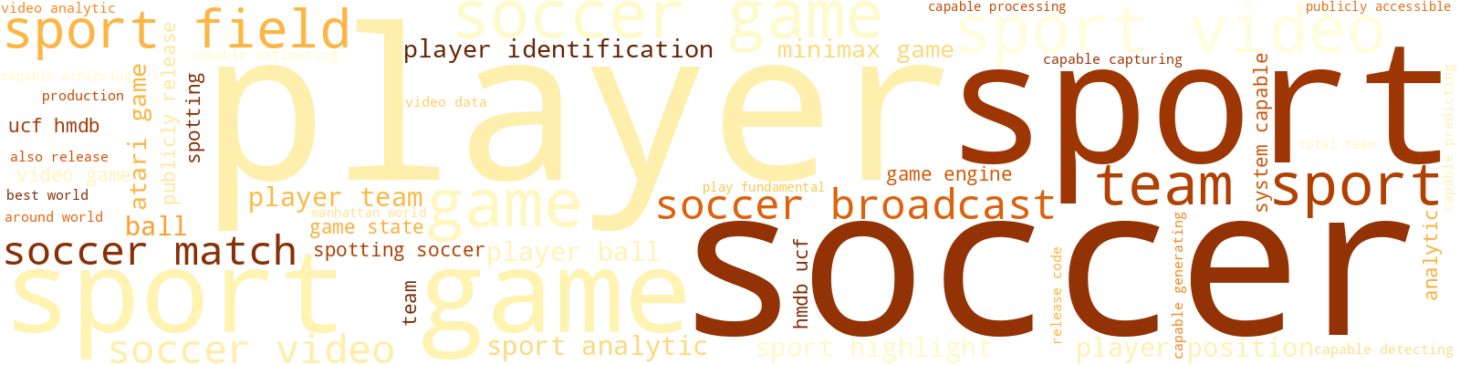 video analytic
sport field
soccer game
capable processing
publicly accessible
sport video
player identification
minimax game
capable estimating
capable capturing
capable achieving
player
sport
production
video data
ucf hmdb
spotting
atari game
publicly release
system capable
capable predicting
total team
also release
video game
best world
game engine
play fundamental
team sport
player team
game
around world
manhattan world
soccer broadcast
ball
game state
soccer match
spotting soccer
player ball
soccer
analytic
sport
game
team
hmdb ucf
release code
capable generating
soccer video
sport analytic
sport highlight
player position
capable detecting